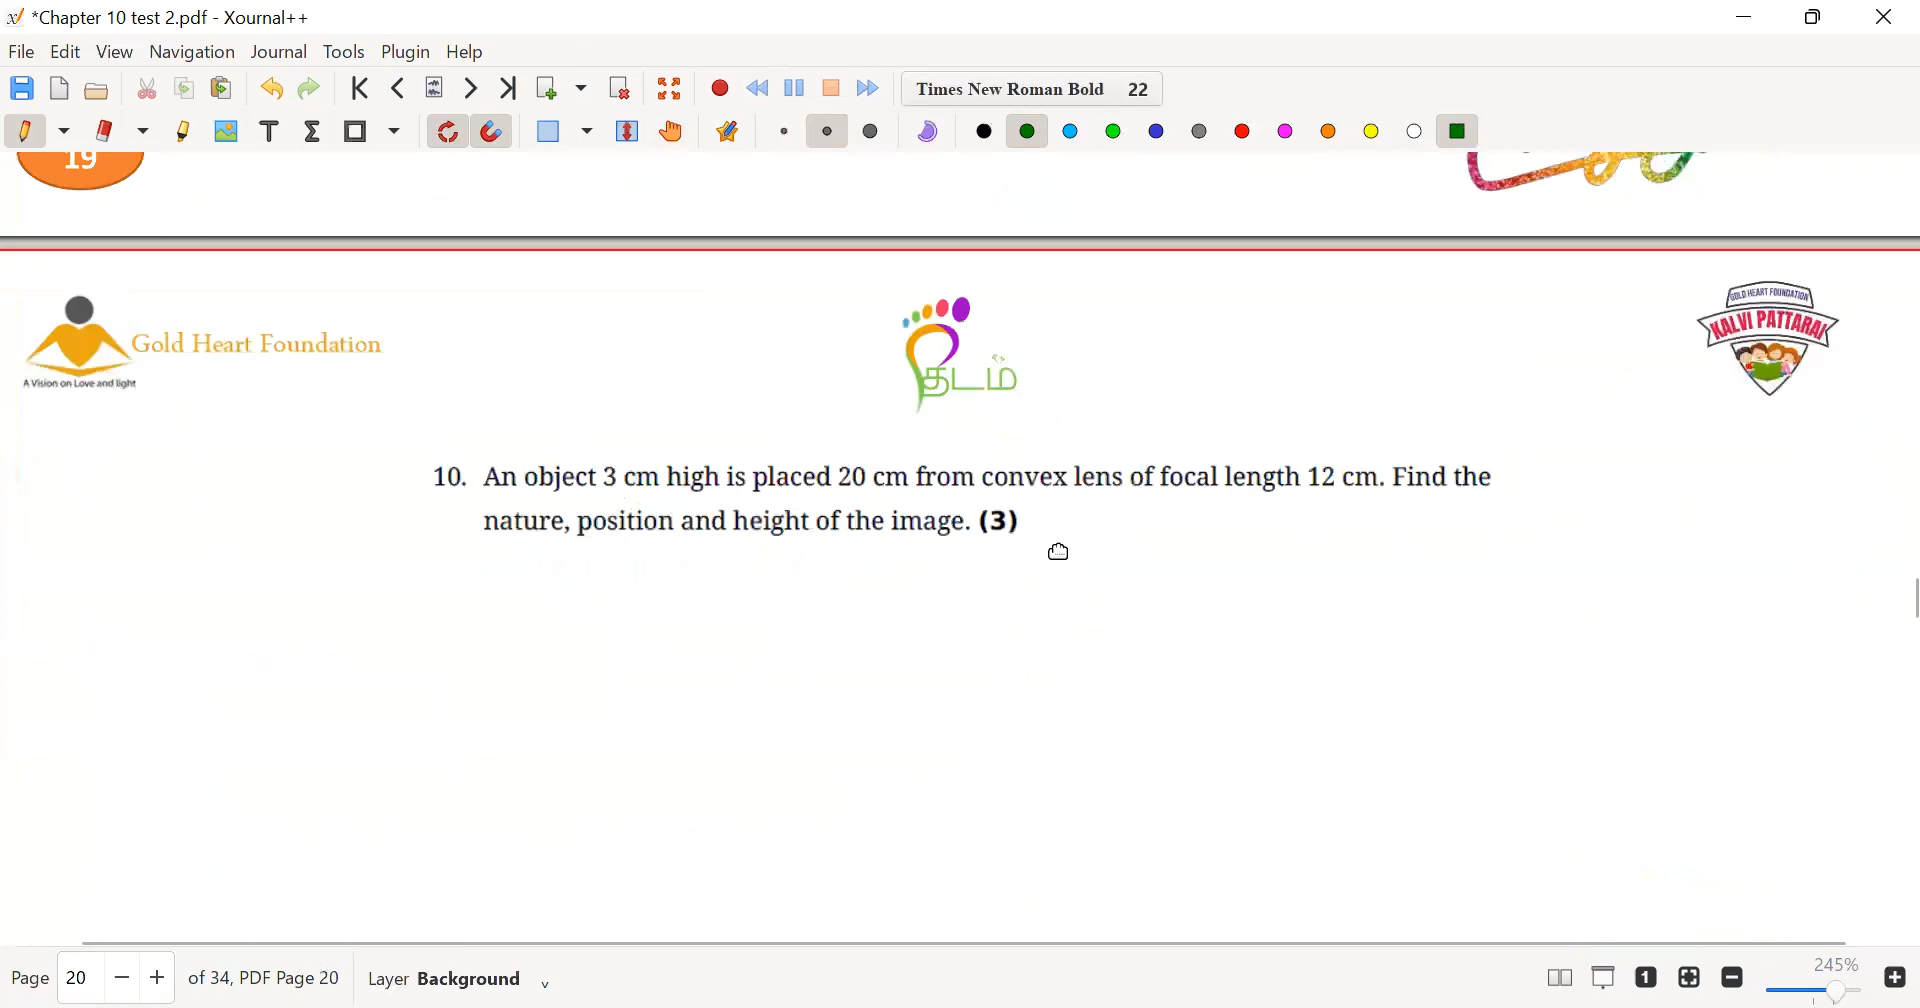 *Chapter 10 test 2.pdf - Xournal++
File Edit View Navigation Journal Tools Plugin Help
Times New Roman Bold 22
19
Gold Heart Foundation
A Vision on Love and light
தடம்
GOLD HEART FOUNDATION
KALVI PATTARAI
10. An object 3 cm high is placed 20 cm from convex lens of focal length 12 cm. Find the
nature, position and height of the image. (3)
Page 20 of 34, PDF Page 20 Layer Background
245%